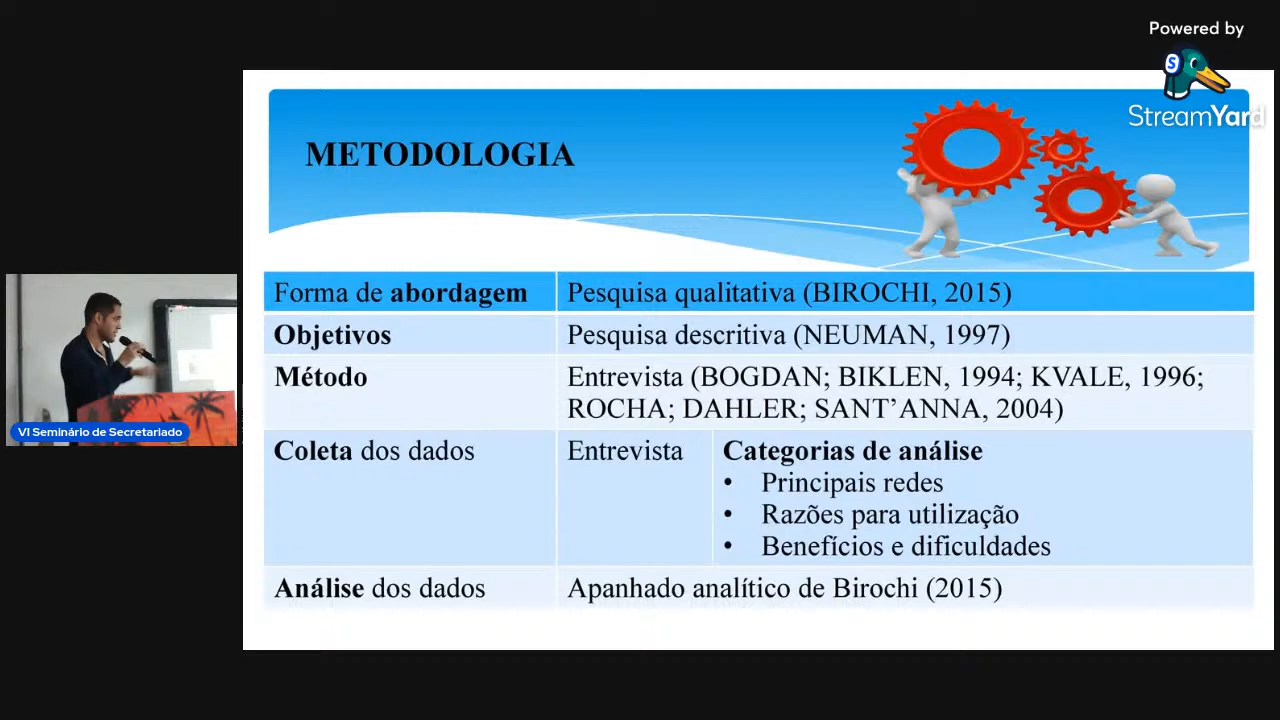 Powered by
StreamYard
METODOLOGIA
Forma de abordagem
Pesquisa qualitativa (BIROCHI, 2015)
Objetivos
Pesquisa descritiva (NEUMAN, 1997)
Método
Entrevista (BOGDAN; BIKLEN, 1994; KVALE, 1996;
ROCHA; DAHLER; SANT’ANNA, 2004)
Coleta dos dados
Entrevista
Categorias de análise
• Principais redes
• Razões para utilização
• Benefícios e dificuldades
Análise dos dados
Apanhado analítico de Birochi (2015)
VI Seminário de Secretariado